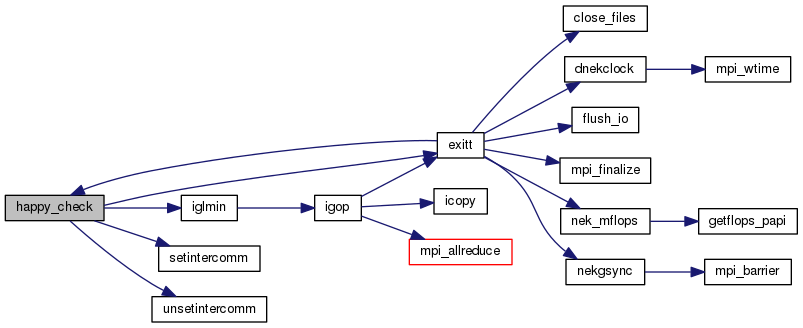 close_files
dnekclock
mpi_wtime
flush_io
exitt
mpi_finalize
happy_check
iglmin
igop
icopy
nek_mflops
getflops_papi
setintercomm
mpi_allreduce
nekgsync
mpi_barrier
unsetintercomm